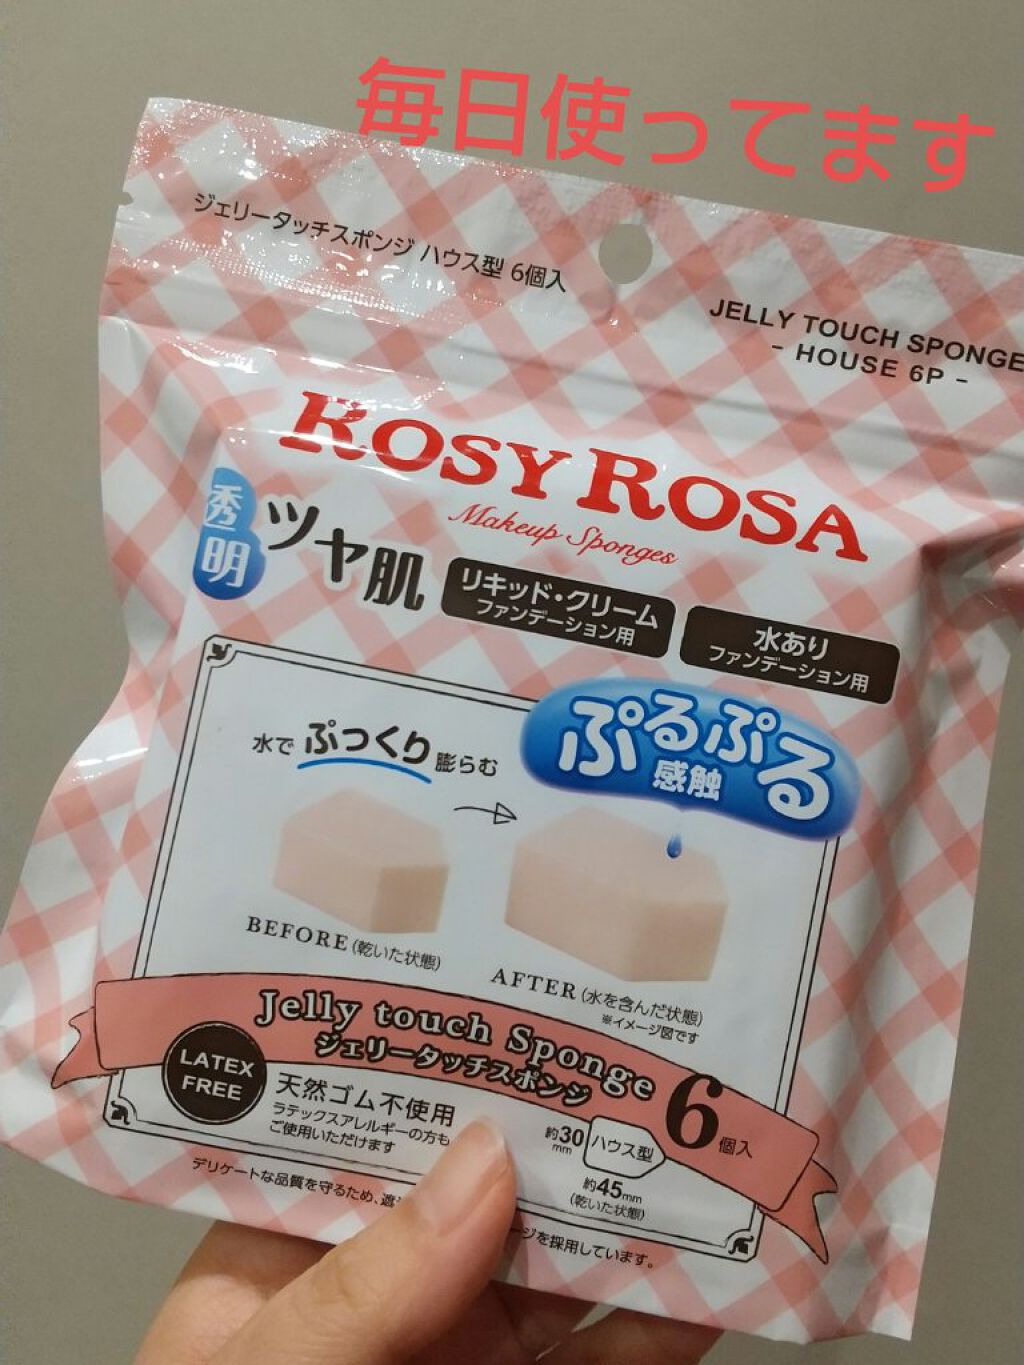 毎日使ってます
ジェリータッチスポンジ ハウス型 6個入
JELLY TOUCH SPONGE
- HOUSE 6P -
ROSY ROSA
Makeup Sponges
透明
ツヤ肌
リキッド・クリーム
ファンデーション用
水あり
ファンデーション用
水でぷっくり膨らむ
ぷるぷる
感触
BEFORE(乾いた状態)
AFTER(水を含んだ状態)
※イメージ図です
Jelly touch Sponge
ジェリータッチスポンジ
6個入
LATEX
FREE
天然ゴム不使用
ラテックスアレルギーの方も
ご使用いただけます
約30mm
ハウス型
約45mm
(乾いた状態)
デリケートな品質を守るため、遮
ージを採用しています。